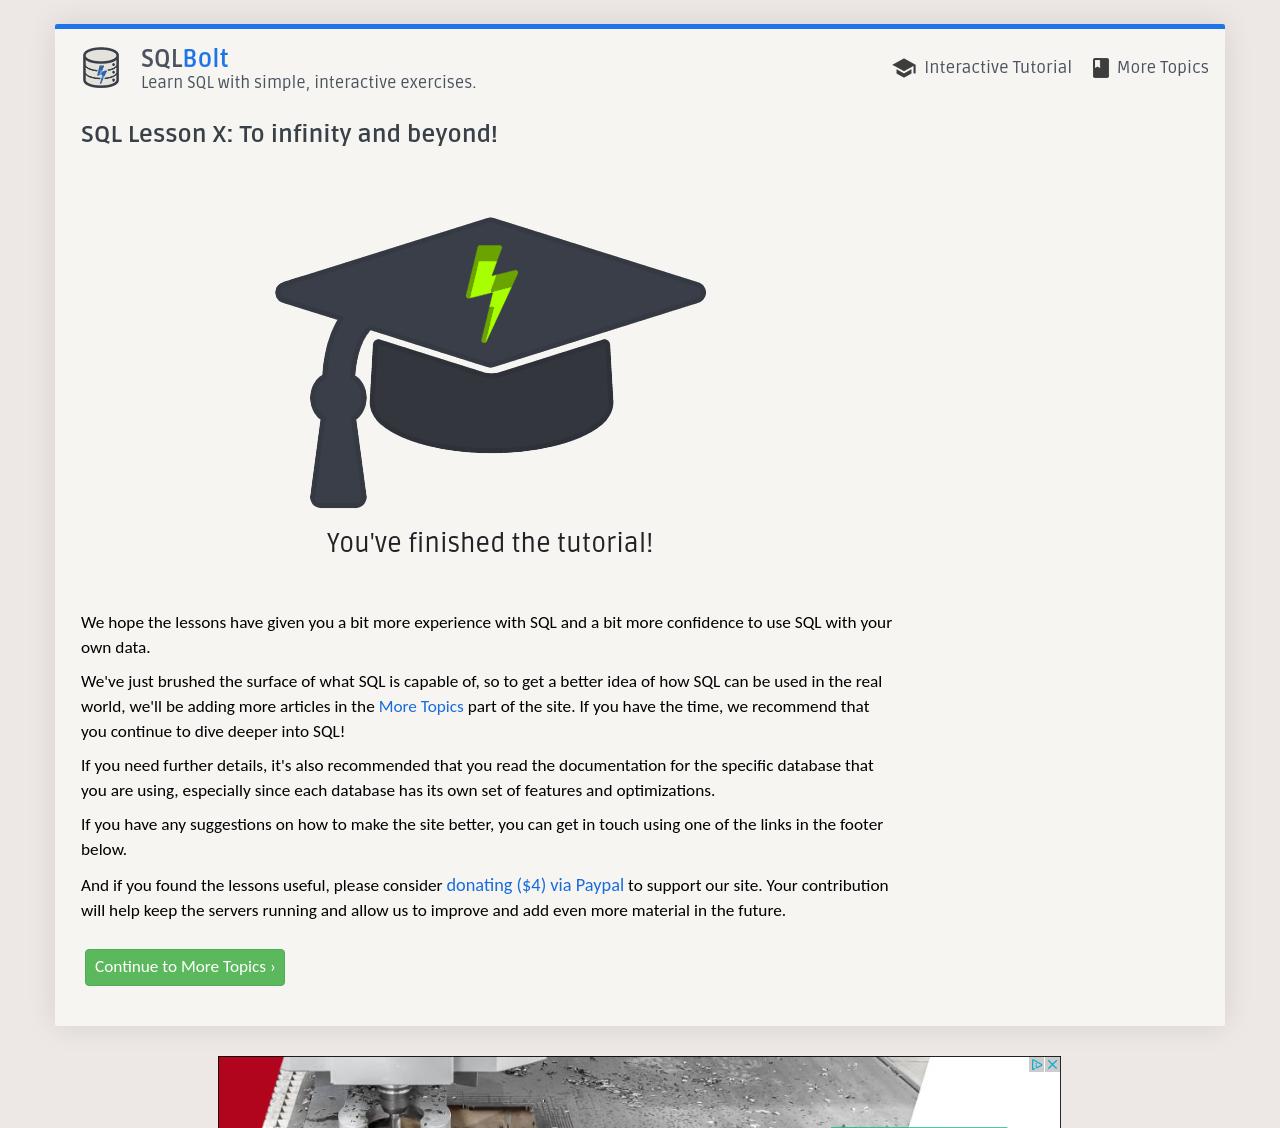 SQLBolt
Learn SQL with simple, interactive exercises.
Interactive Tutorial
More Topics
SQL Lesson X: To infinity and beyond!
You've finished the tutorial!
We hope the lessons have given you a bit more experience with SQL and a bit more confidence to use SQL with your
own data.
We've just brushed the surface of what SQL is capable of, so to get a better idea of how SQL can be used in the real
world, we'll be adding more articles in the More Topics part of the site. If you have the time, we recommend that
you continue to dive deeper into SQL!
If you need further details, it's also recommended that you read the documentation for the specific database that
you are using, especially since each database has its own set of features and optimizations.
If you have any suggestions on how to make the site better, you can get in touch using one of the links in the footer
below.
And if you found the lessons useful, please consider donating ($4) via Paypal to support our site. Your contribution
will help keep the servers running and allow us to improve and add even more material in the future.
Continue to More Topics ›